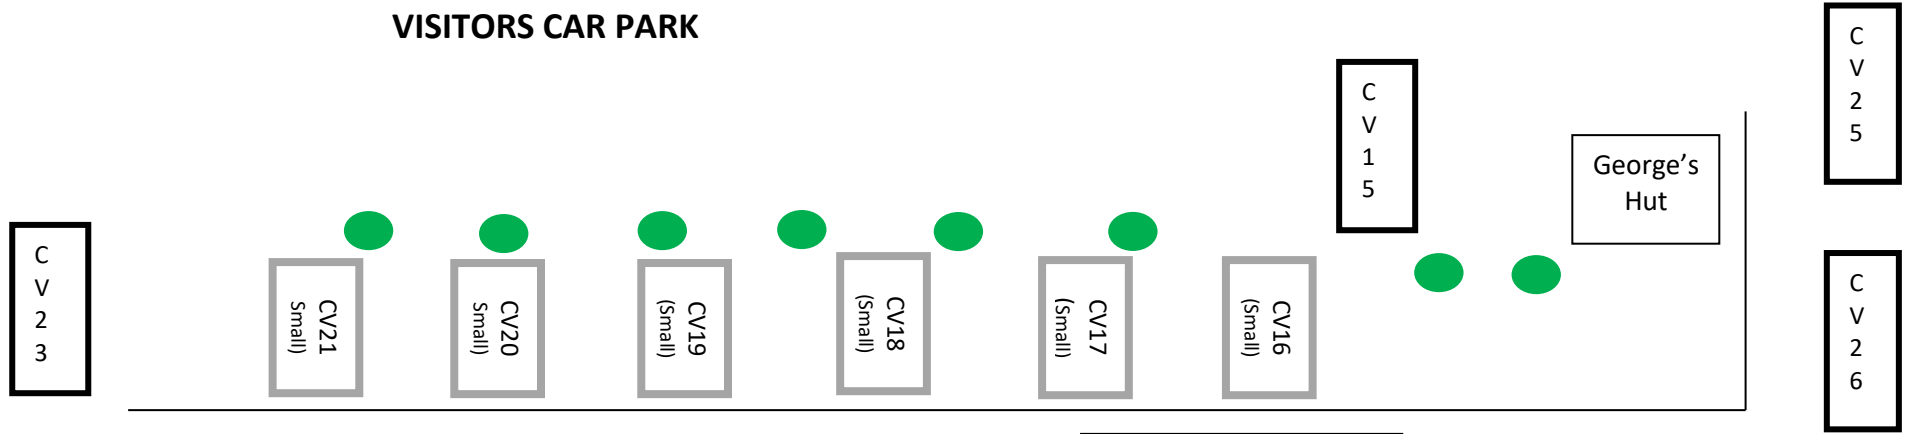 VISITORS CAR PARK
C
V
2
5
C
V
1
5
George’s
Hut
C
V
2
3
CV21
Small)
CV20
Small)
CV19
(Small)
CV18
(Small)
CV17
(Small)
CV16
(Small)
C
V
2
6